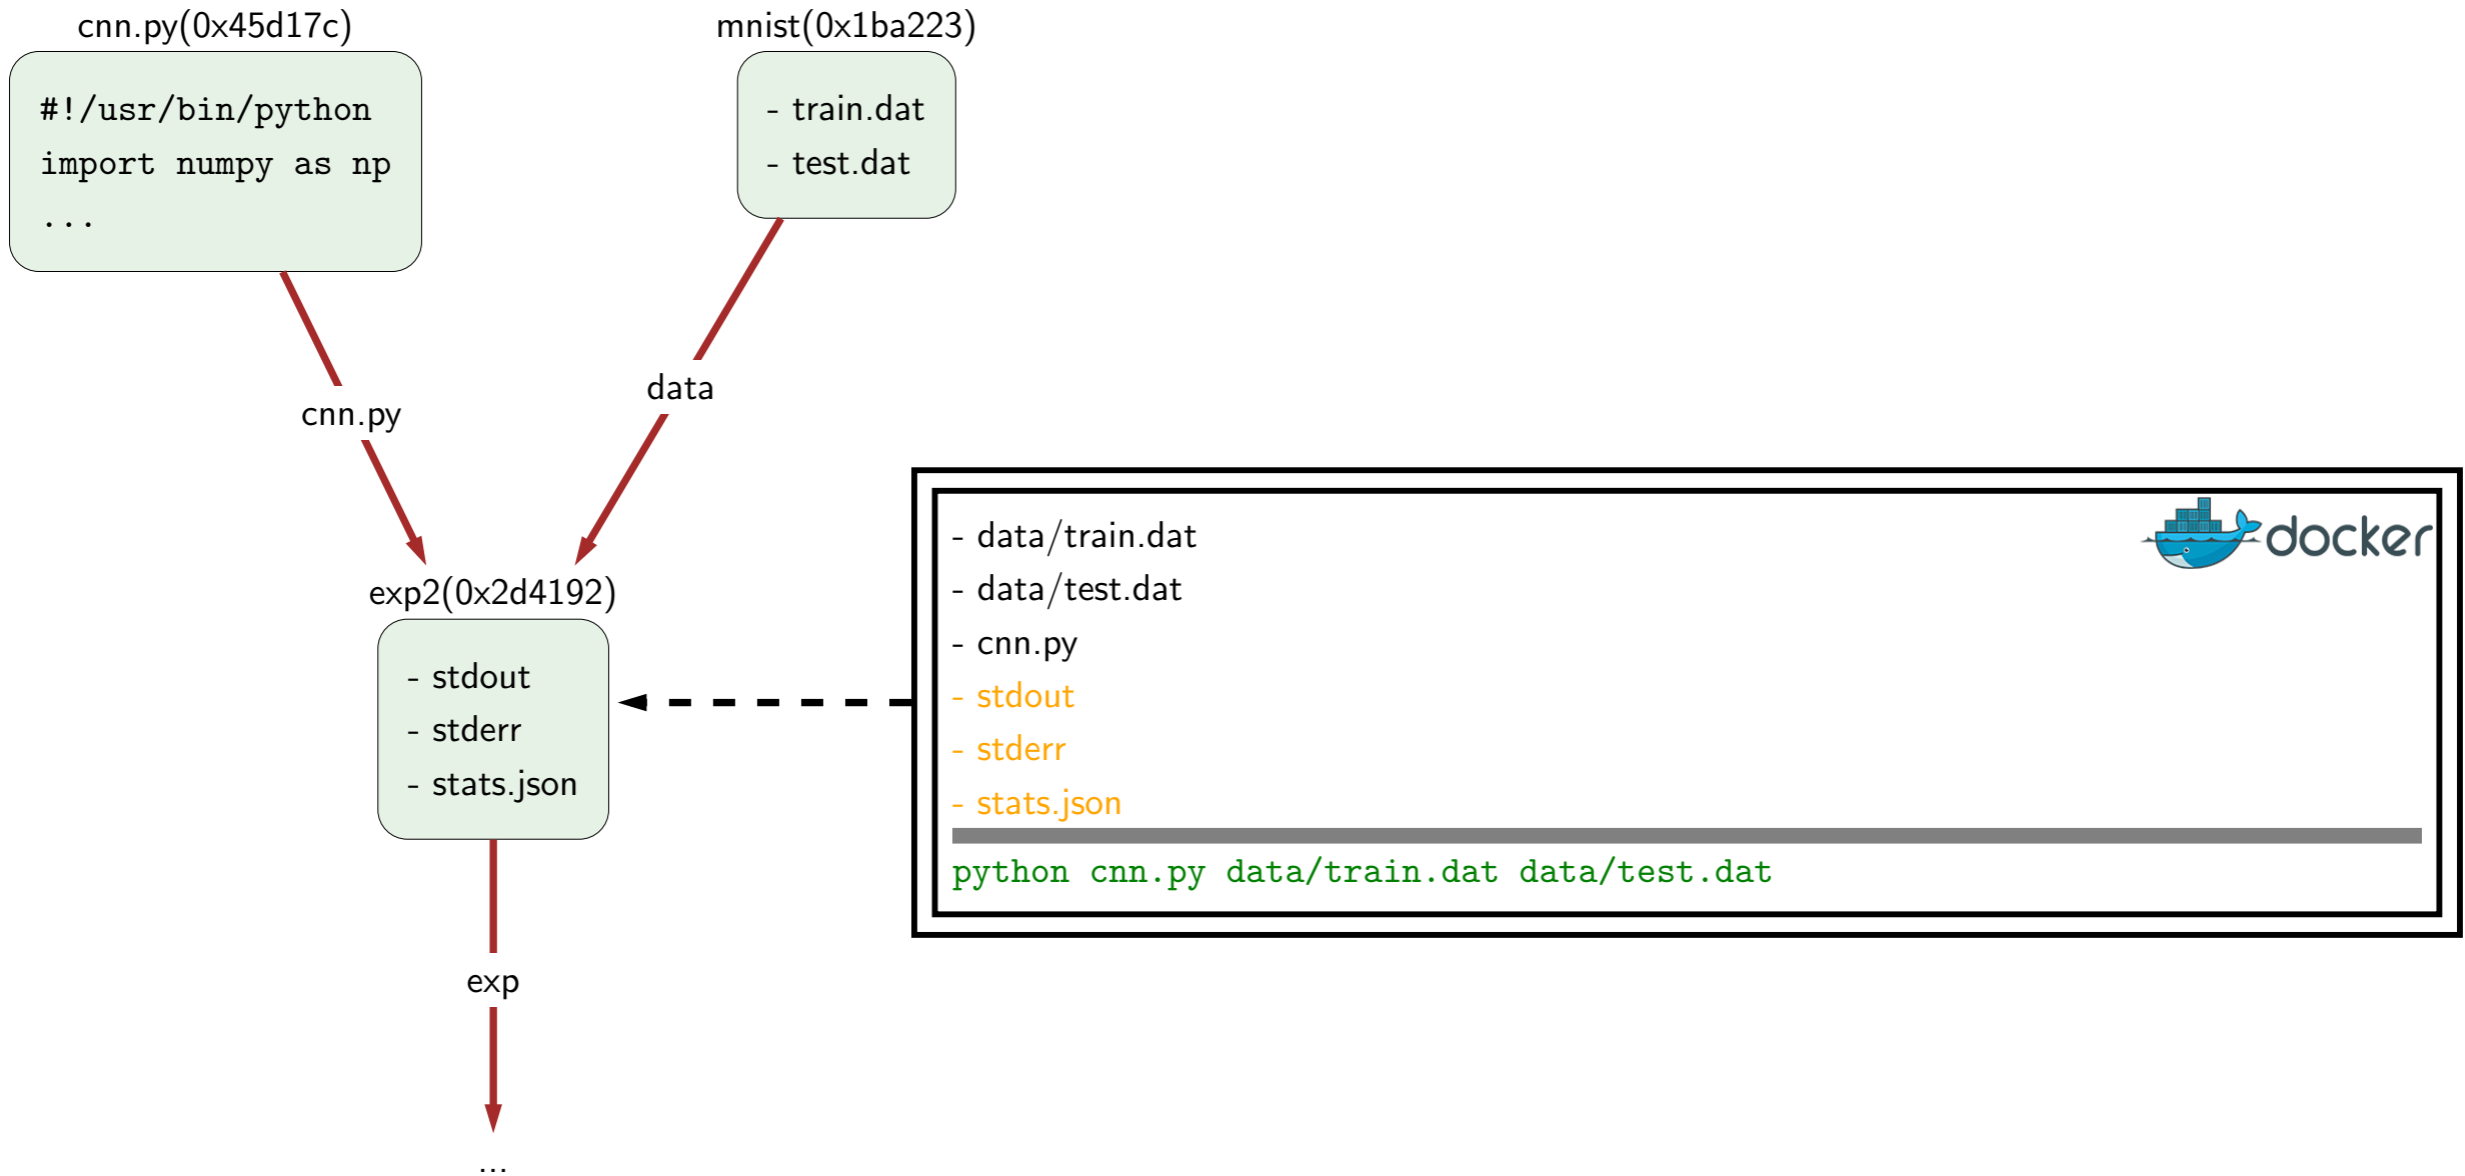 cnn.py(0x45d17c)
#!/usr/bin/python
import numpy as np
...
mnist(0x1ba223)
- train.dat
- test.dat
cnn.py
data
exp2(0x2d4192)
- stdout
- stderr
- stats.json
docker
- data/train.dat
- data/test.dat
- cnn.py
- stdout
- stderr
- stats.json
python cnn.py data/train.dat data/test.dat
exp
...